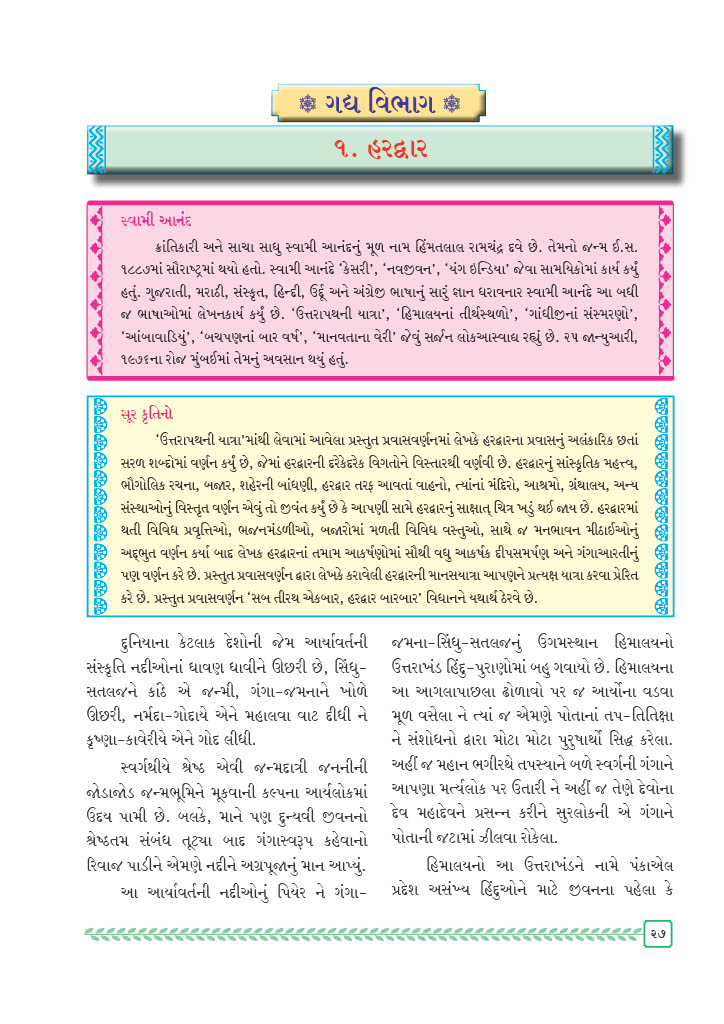 ગદ્ય વિભાગ
૧. હરદ્વાર
સ્વામી આનંદ
ક્રાંતિકારી અને સાચા સાધુ સ્વામી આનંદનું મૂળ નામ હિંમતલાલ રામચંદ્ર દવે છે. તેમનો જન્મ ઈ.સ.
૧૮૮૭માં સૌરાષ્ટ્રમાં થયો હતો. સ્વામી આનંદે ‘કેસરી’, ‘નવજીવન’, ‘યંગ ઇન્ડિયા’ જેવા સામયિકોમાં કાર્ય કર્યું
હતું. ગુજરાતી, મરાઠી, સંસ્કૃત, હિન્દી, ઉર્દૂ અને અંગ્રેજી ભાષાનું સારું જ્ઞાન ધરાવનાર સ્વામી આનંદે આ બધી
જ ભાષાઓમાં લેખનકાર્ય કર્યું છે. ‘ઉત્તરાપથની યાત્રા’, ‘હિમાલયનાં તીર્થસ્થળો’, ‘ગાંધીજીનાં સંસ્મરણો’,
‘આંબાવાડિયું’, ‘બચપણનાં બાર વર્ષ’, ‘માનવતાના વેરી’ જેવું સર્જન લોકઆસ્વાદ્ય રહ્યું છે. ૨૫ જાન્યુઆરી,
૧૯૭૬ના રોજ મુંબઈમાં તેમનું અવસાન થયું હતું.
સૂર કૃતિનો
‘ઉત્તરાપથની યાત્રા’માંથી લેવામાં આવેલા પ્રસ્તુત પ્રવાસવર્ણનમાં લેખકે હરદ્વારના પ્રવાસનું અલંકારિક છતાં
સરળ શબ્દોમાં વર્ણન કર્યું છે, જેમાં હરદ્વારની દરેકેદરેક વિગતોને વિસ્તારથી વર્ણવી છે. હરદ્વારનું સાંસ્કૃતિક મહત્ત્વ,
ભૌગોલિક રચના, બજાર, શહેરની બાંધણી, હરદ્વાર તરફ આવતાં વાહનો, ત્યાંનાં મંદિરો, આશ્રમો, ગ્રંથાલય, અન્ય
સંસ્થાઓનું વિસ્તૃત વર્ણન એવું તો જીવંત કર્યું છે કે આપણી સામે હરદ્વારનું સાક્ષાત્ ચિત્ર ખડું થઈ જાય છે. હરદ્વારમાં
થતી વિવિધ પ્રવૃત્તિઓ, ભજનમંડળીઓ, બજારોમાં મળતી વિવિધ વસ્તુઓ, સાથે જ મનભાવન મીઠાઈઓનું
અદ્‌ભુત વર્ણન કર્યા બાદ લેખક હરદ્વારનાં તમામ આકર્ષણોમાં સૌથી વધુ આકર્ષક દીપસમર્પણ અને ગંગાઆરતીનું
પણ વર્ણન કરે છે. પ્રસ્તુત પ્રવાસવર્ણન દ્વારા લેખકે કરાવેલી હરદ્વારની માનસયાત્રા આપણને પ્રત્યક્ષ યાત્રા કરવા પ્રેરિત
કરે છે. પ્રસ્તુત પ્રવાસવર્ણન ‘સબ તીરથ એકબાર, હરદ્વાર બારબાર’ વિધાનને યથાર્થ ઠેરવે છે.
દુનિયાના કેટલાક દેશોની જેમ આર્યાવર્તની
સંસ્કૃતિ નદીઓનાં ધાવણ ધાવીને ઊછરી છે, સિંધુ-
સતલજને કાંઠે એ જન્મી, ગંગા-જમનાને ખોળે
ઊછરી, નર્મદા-ગોદાયે એને મહાલવા વાટ દીધી ને
કૃષ્ણા-કાવેરીયે એને ગોદ લીધી.
સ્વર્ગથીયે શ્રેષ્ઠ એવી જન્મદાત્રી જનનીની
જોડાજોડ જન્મભૂમિને મૂકવાની કલ્પના આર્યલોકમાં
ઉદય પામી છે. બલકે, માને પણ દુન્યવી જીવનનો
શ્રેષ્ઠતમ સંબંધ તૂટ્યા બાદ ગંગાસ્વરૂપ કહેવાનો
રિવાજ પાડીને એમણે નદીને અગ્રપૂજાનું માન આપ્યું.
આ આર્યાવર્તની નદીઓનું પિયેર ને ગંગા-
જમના-સિંધુ-સતલજનું ઉગમસ્થાન હિમાલયનો
ઉત્તરાખંડ હિંદુ-પુરાણોમાં બહુ ગવાયો છે. હિમાલયના
આ આગલાપાછલા ઢોળાવો પર જ આર્યોના વડવા
મૂળ વસેલા ને ત્યાં જ એમણે પોતાનાં તપ-તિતિક્ષા
ને સંશોધનો દ્વારા મોટા મોટા પુરુષાર્થો સિદ્ધ કરેલા.
અહીં જ મહાન ભગીરથે તપસ્યાને બળે સ્વર્ગની ગંગાને
આપણા મર્ત્યલોક પર ઉતારી ને અહીં જ તેણે દેવોના
દેવ મહાદેવને પ્રસન્ન કરીને સુરલોકની એ ગંગાને
પોતાની જટામાં ઝીલવા રોકેલા.
હિમાલયનો આ ઉત્તરાખંડને નામે પંકાએલ
પ્રદેશ અસંખ્ય હિંદુઓને માટે જીવનના પહેલા કે
૨૭